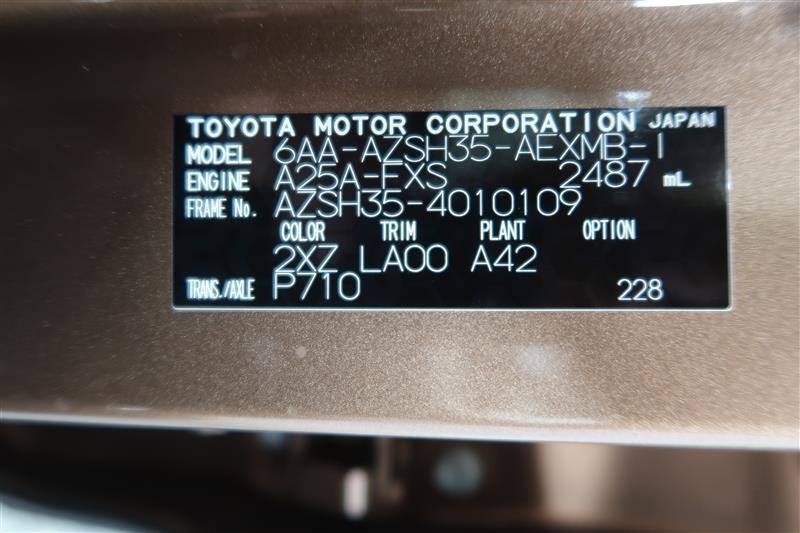 TOYOTA MOTOR CORPORATION JAPAN
MODEL 6AA-AZSH35-AEXMB-1
ENGINE A25A-FXS 2487 mL
FRAME No. AZSH35-4010109
COLOR TRIM PLANT OPTION
2XZ LA00 A42
TRANS./AXLE P710 228